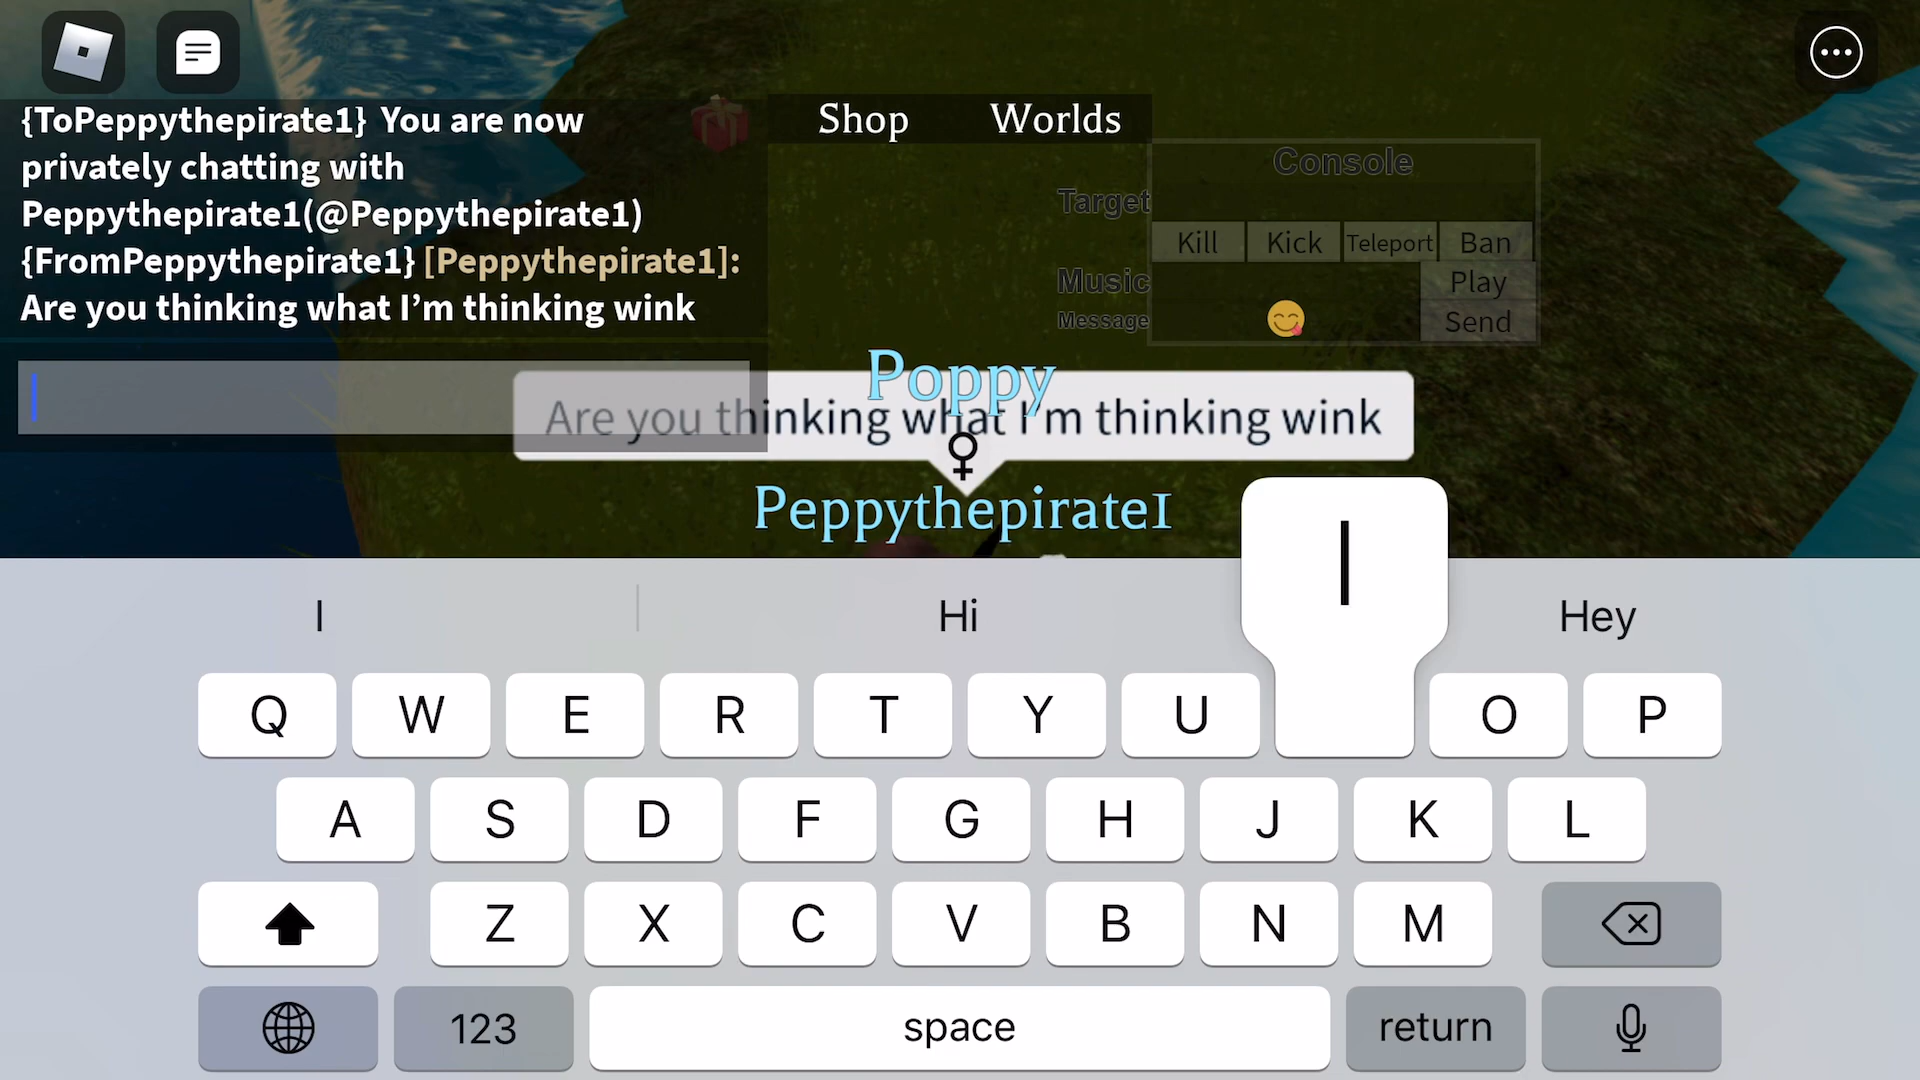 {ToPeppythepirate1} You are now
privately chatting with
Peppythepirate1(@Peppythepirate1)
{FromPeppythepirate1} [Peppythepirate1]:
Are you thinking what I’m thinking wink
Shop Worlds
Console
Target
Kill Kick Teleport Ban
Music Play
Message 😋 Send
Poppy
Are you thinking what I’m thinking wink
Peppythepirate1
I Hi Hey
Q W E R T Y U I O P
A S D F G H J K L
Z X C V B N M
123 space return